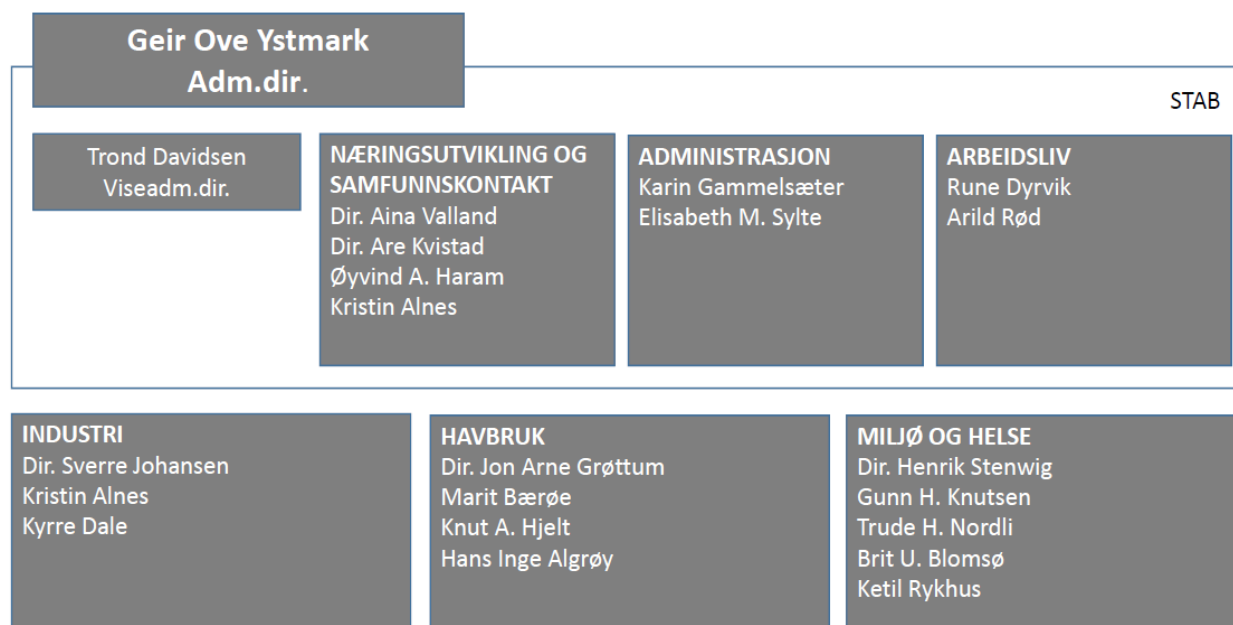 Geir Ove Ystmark
Adm.dir.
STAB
Trond Davidsen
Viseadm.dir.
NÆRINGSUTVIKLING OG
SAMFUNNSKONTAKT
Dir. Aina Valland
Dir. Are Kvistad
Øyvind A. Haram
Kristin Alnes
ADMINISTRASJON
Karin Gammelsæter
Elisabeth M. Sylte
ARBEIDSLIV
Rune Dyrvik
Arild Rød
INDUSTRI
Dir. Sverre Johansen
Kristin Alnes
Kyrre Dale
HAVBRUK
Dir. Jon Arne Grøttum
Marit Bærøe
Knut A. Hjelt
Hans Inge Algrøy
MILJØ OG HELSE
Dir. Henrik Stenwig
Gunn H. Knutsen
Trude H. Nordli
Brit U. Blomsø
Ketil Rykhus